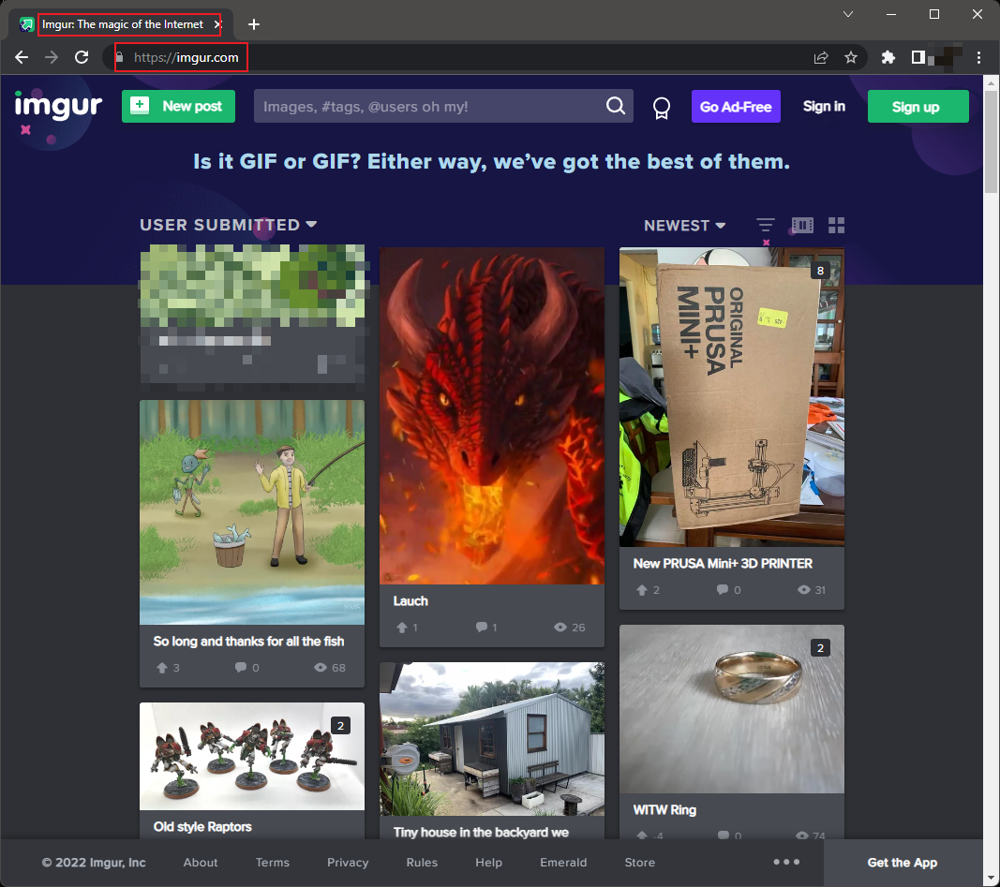 Imgur: The magic of the Internet
https://imgur.com
imgur
New post
Images, #tags, @users oh my!
Go Ad-Free
Sign in
Sign up
Is it GIF or GIF? Either way, we’ve got the best of them.
USER SUBMITTED
NEWEST
8
ORIGINAL
PRUSA
MINI+
New PRUSA Mini+ 3D PRINTER
2 0 31
Lauch
1 1 26
So long and thanks for all the fish
3 0 68
2
2
Old style Raptors
Tiny house in the backyard we
WITW Ring
-4 0 74
© 2022 Imgur, Inc
About
Terms
Privacy
Rules
Help
Emerald
Store
Get the App